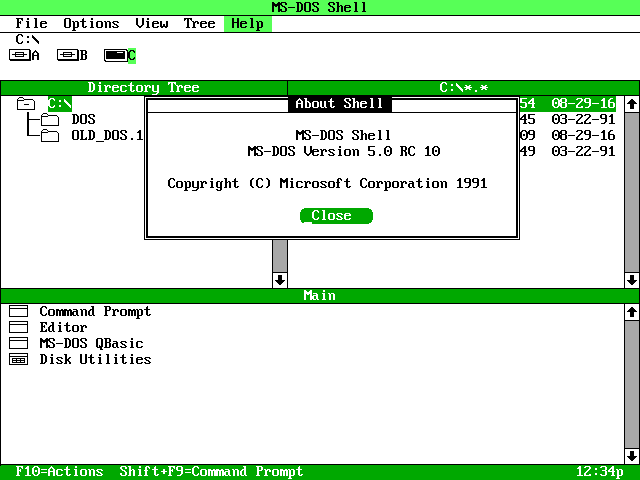 MS-DOS Shell
File Options View Tree Help
C:\
A B C
Directory Tree C:\*.*
C:\ 54 08-29-16
DOS 45 03-22-91
OLD_DOS.1 09 08-29-16
49 03-22-91
About Shell
MS-DOS Shell
MS-DOS Version 5.0 RC 10
Copyright (C) Microsoft Corporation 1991
Close
Main
Command Prompt
Editor
MS-DOS QBasic
Disk Utilities
F10=Actions Shift+F9=Command Prompt 12:34p